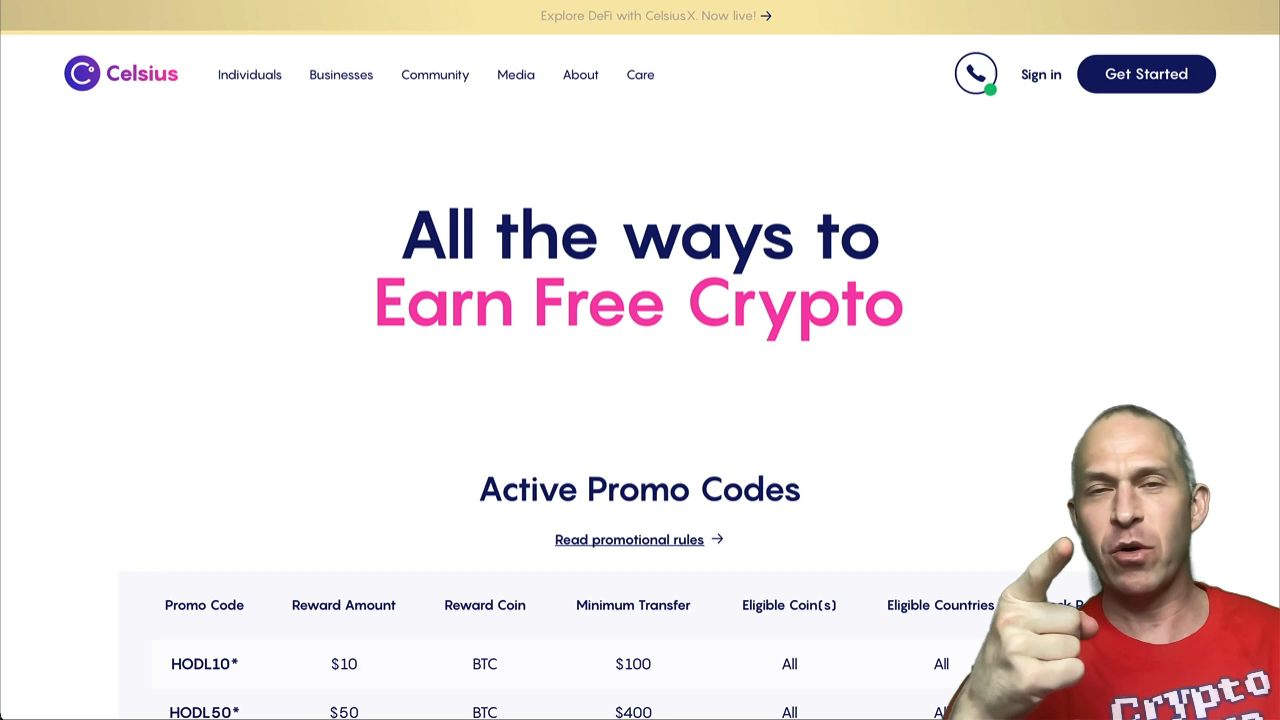 Explore DeFi with CelsiusX. Now live! →
Celsius Individuals Businesses Community Media About Care Sign in Get Started
All the ways to
Earn Free Crypto
Active Promo Codes
Read promotional rules →
Promo Code Reward Amount Reward Coin Minimum Transfer Eligible Coin(s) Eligible Countries
HODL10* $10 BTC $100 All All
HODL50* $50 BTC $400 All
Crypto